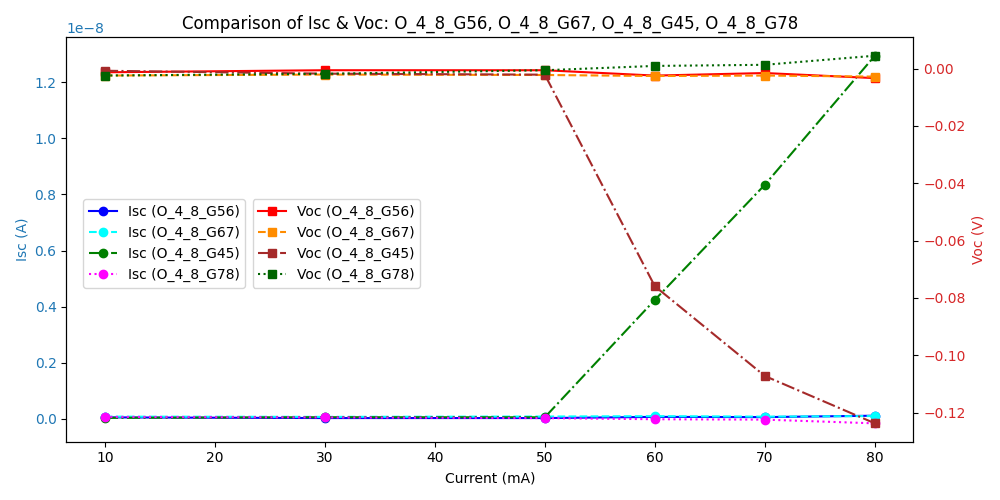 Comparison of Isc & Voc: O_4_8_G56, O_4_8_G67, O_4_8_G45, O_4_8_G78
1e−8
1.2
1.0
0.8
0.6
0.4
0.2
0.0
Isc (A)
Isc (O_4_8_G56)
Isc (O_4_8_G67)
Isc (O_4_8_G45)
Isc (O_4_8_G78)
Voc (O_4_8_G56)
Voc (O_4_8_G67)
Voc (O_4_8_G45)
Voc (O_4_8_G78)
0.00
−0.02
−0.04
−0.06
−0.08
−0.10
−0.12
Voc (V)
10 20 30 40 50 60 70 80
Current (mA)